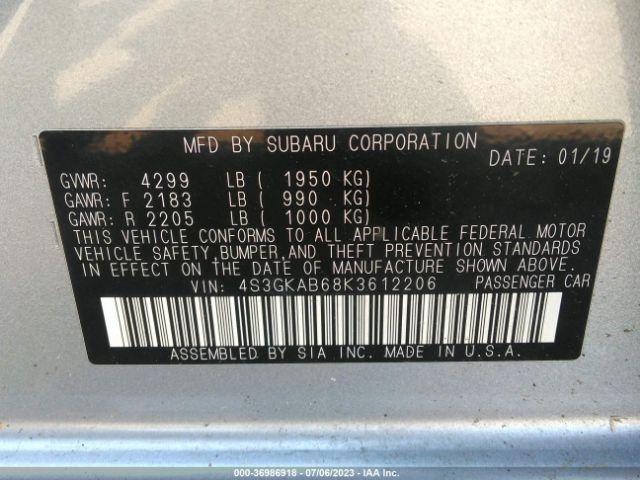 MFD BY SUBARU CORPORATION
DATE: 01/19
GVWR: 4299 LB ( 1950 KG)
GAWR: F 2183 LB ( 990 KG)
GAWR: R 2205 LB ( 1000 KG)
THIS VEHICLE CONFORMS TO ALL APPLICABLE FEDERAL MOTOR
VEHICLE SAFETY,BUMPER,AND THEFT PREVENTION STANDARDS
IN EFFECT ON THE DATE OF MANUFACTURE SHOWN ABOVE.
VIN: 4S3GKAB68K3612206 PASSENGER CAR
ASSEMBLED BY SIA INC. MADE IN U.S.A.
000-36986918 - 07/06/2023 - IAA Inc.